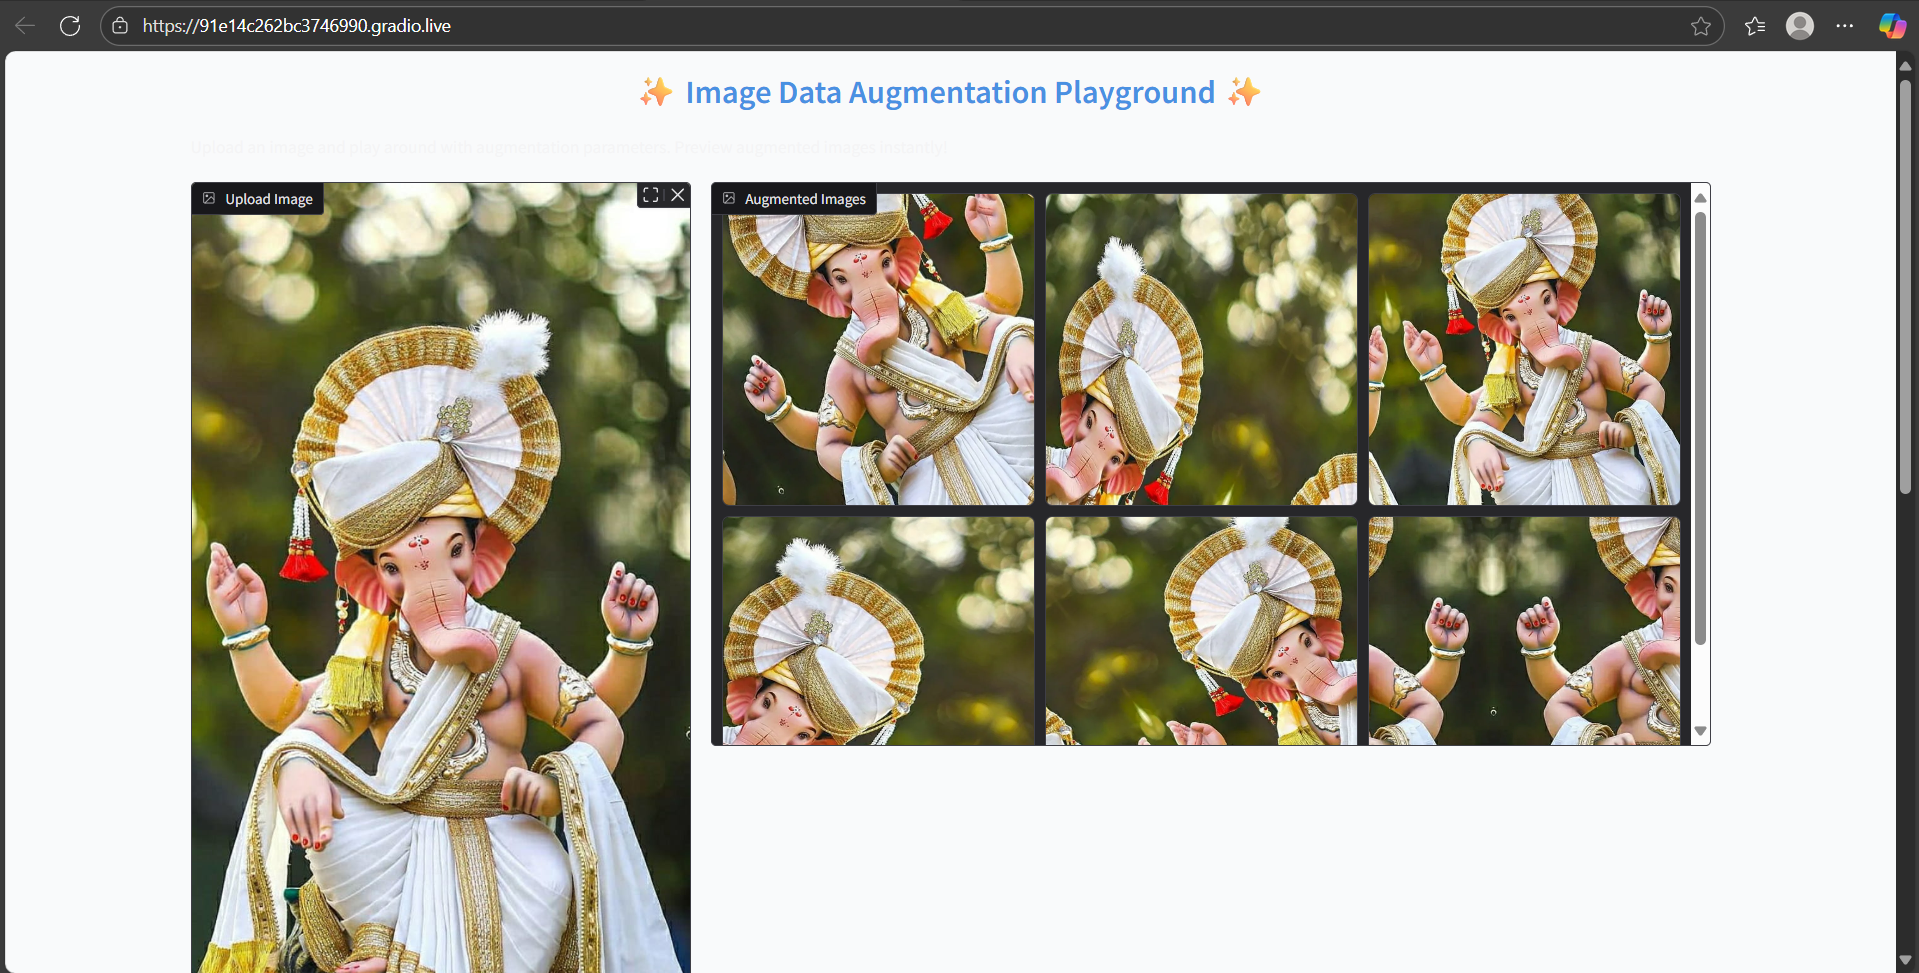 https://91e14c262bc3746990.gradio.live
✨ Image Data Augmentation Playground ✨
Upload an image and play around with augmentation parameters. Preview augmented images instantly!
Upload Image
Augmented Images